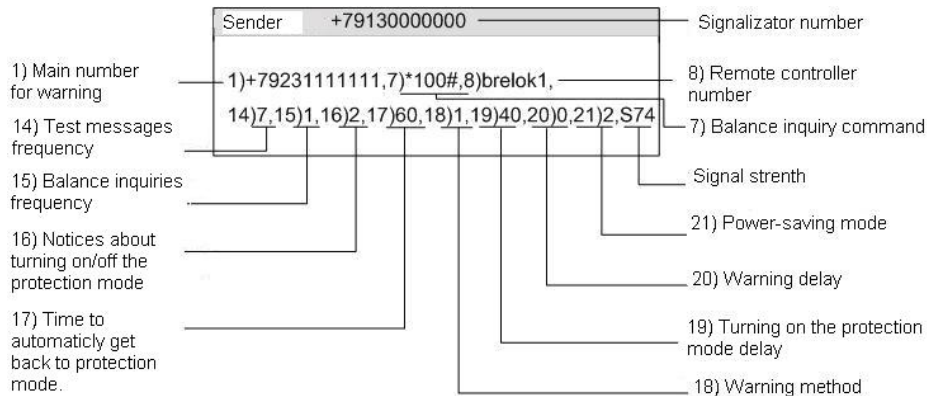 Sender +79130000000
Signalizator number
1) Main number
for warning
1)+79231111111,7)*100#,8)brelok1,
8) Remote controller
number
14)7,15)1,16)2,17)60,18)1,19)40,20)0,21)2,S74
7) Balance inquiry command
14) Test messages
frequency
15) Balance inquiries
frequency
Signal strenth
16) Notices about
turning on/off the
protection mode
21) Power-saving mode
20) Warning delay
17) Time to
automaticly get
back to protection
mode.
19) Turning on the protection
mode delay
18) Warning method